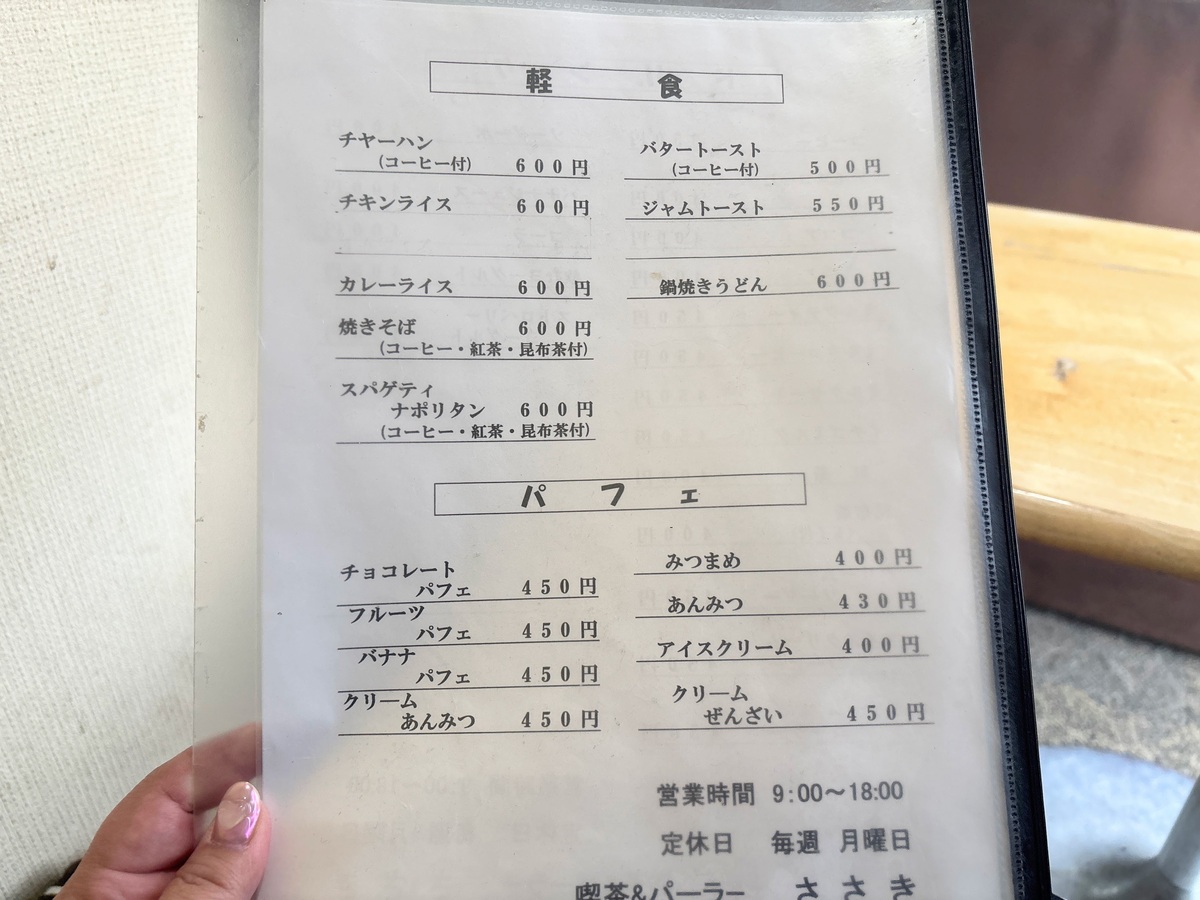 軽食
チャーハン
(コーヒー付) 600円
チキンライス 600円
カレーライス 600円
焼きそば 600円
(コーヒー・紅茶・昆布茶付)
スパゲティ
ナポリタン 600円
(コーヒー・紅茶・昆布茶付)
バタートースト
(コーヒー付) 500円
ジャムトースト 550円
鍋焼きうどん 600円
パフェ
チョコレート
パフェ 450円
フルーツ
パフェ 450円
バナナ
パフェ 450円
クリーム
あんみつ 450円
みつまめ 400円
あんみつ 430円
アイスクリーム 400円
クリーム
ぜんざい 450円
営業時間 9:00～18:00
定休日 毎週 月曜日
喫茶&パーラー ささき